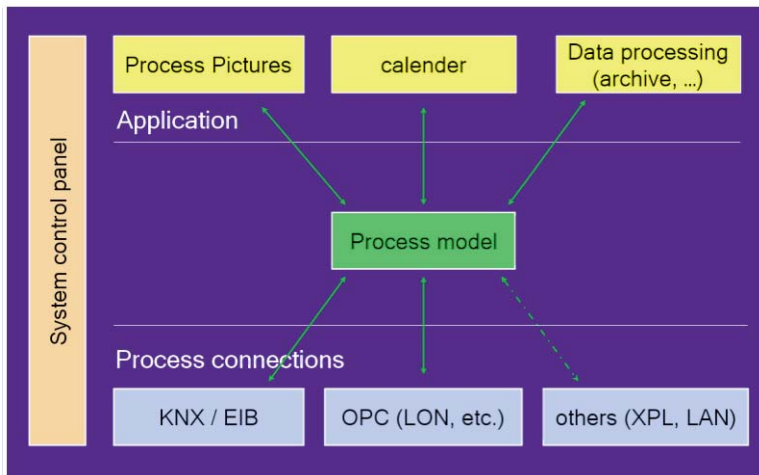 System control panel
Process Pictures
calender
Data processing
(archive, ...)
Application
Process model
Process connections
KNX / EIB
OPC (LON, etc.)
others (XPL, LAN)